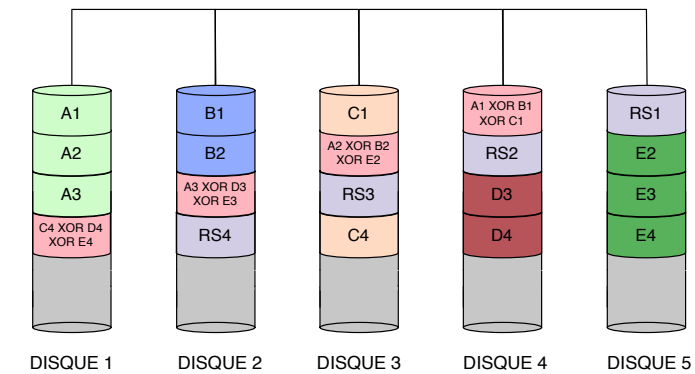 A1
B1
C1
A1 XOR B1
XOR C1
RS1
A2
B2
A2 XOR B2
XOR E2
RS2
E2
A3
A3 XOR D3
XOR E3
RS3
D3
E3
C4 XOR D4
XOR E4
RS4
C4
D4
E4
DISQUE 1
DISQUE 2
DISQUE 3
DISQUE 4
DISQUE 5